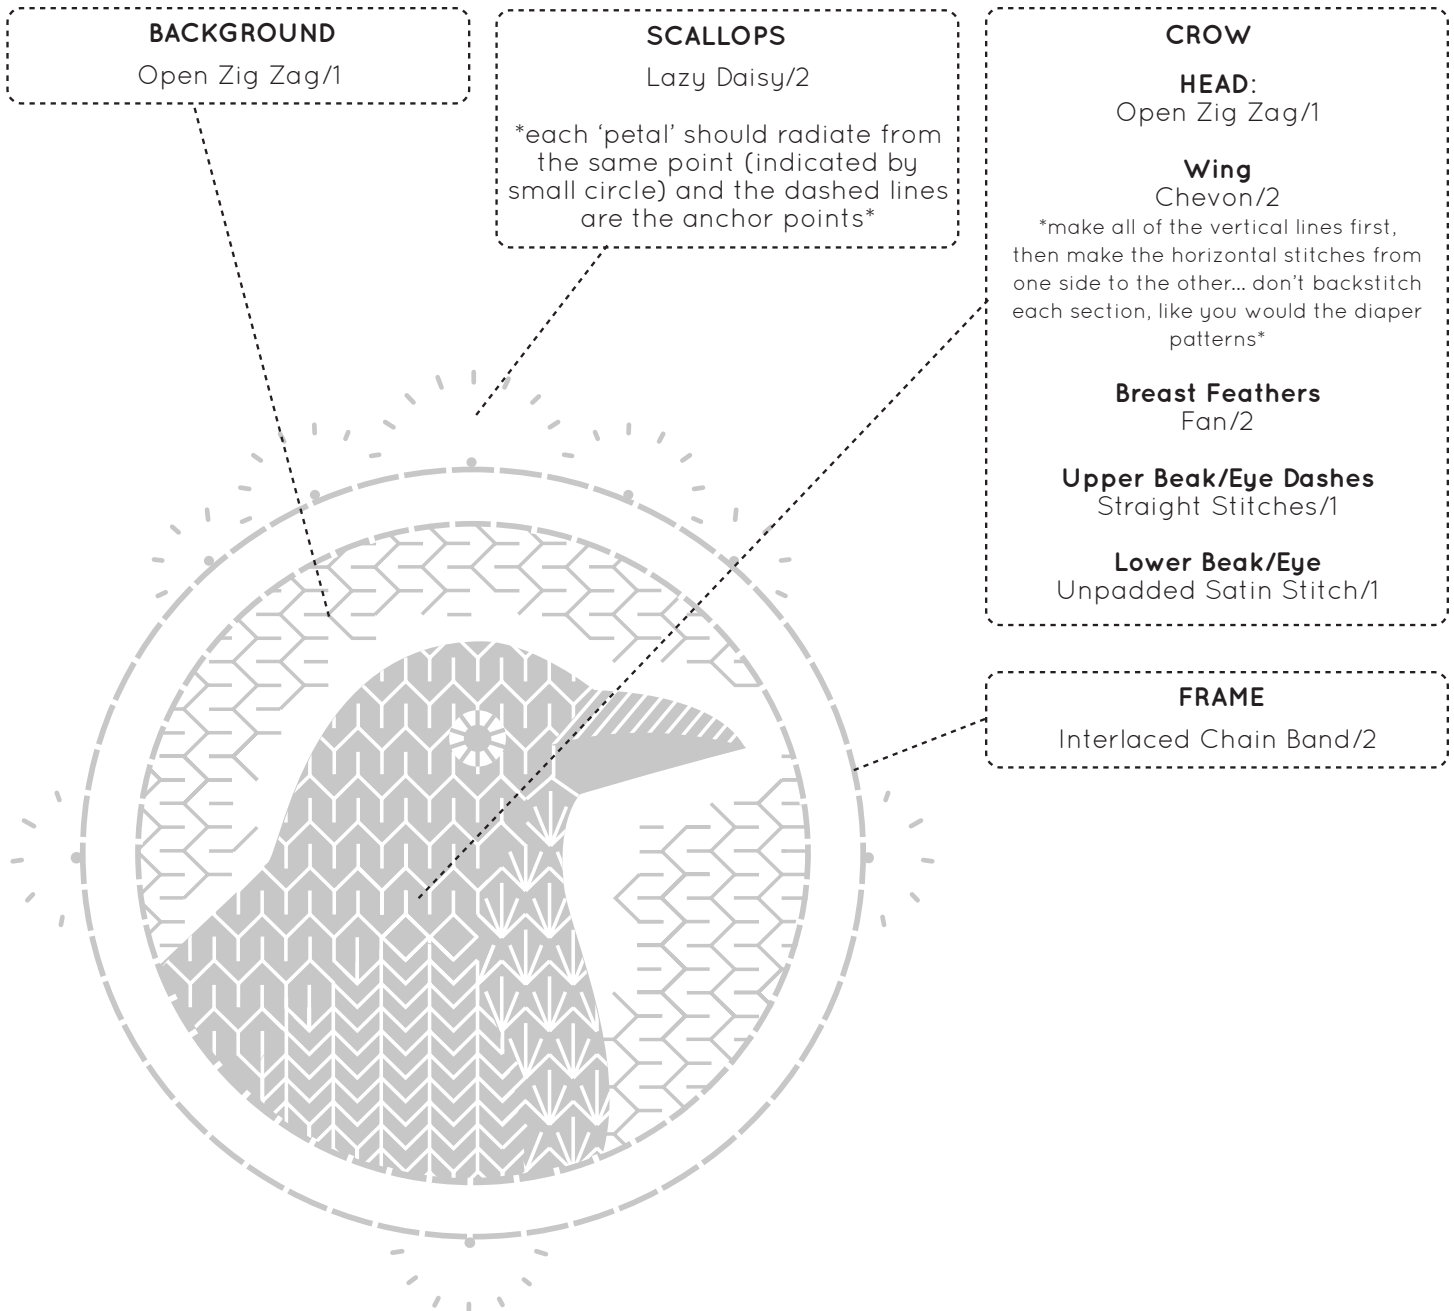 BACKGROUND
Open Zig Zag/1
SCALLOPS
Lazy Daisy/2
*each ‘petal’ should radiate from
the same point (indicated by
small circle) and the dashed lines
are the anchor points*
CROW
HEAD:
Open Zig Zag/1
Wing
Chevon/2
*make all of the vertical lines first,
then make the horizontal stitches from
one side to the other... don’t backstitch
each section, like you would the diaper
patterns*
Breast Feathers
Fan/2
Upper Beak/Eye Dashes
Straight Stitches/1
Lower Beak/Eye
Unpadded Satin Stitch/1
FRAME
Interlaced Chain Band/2